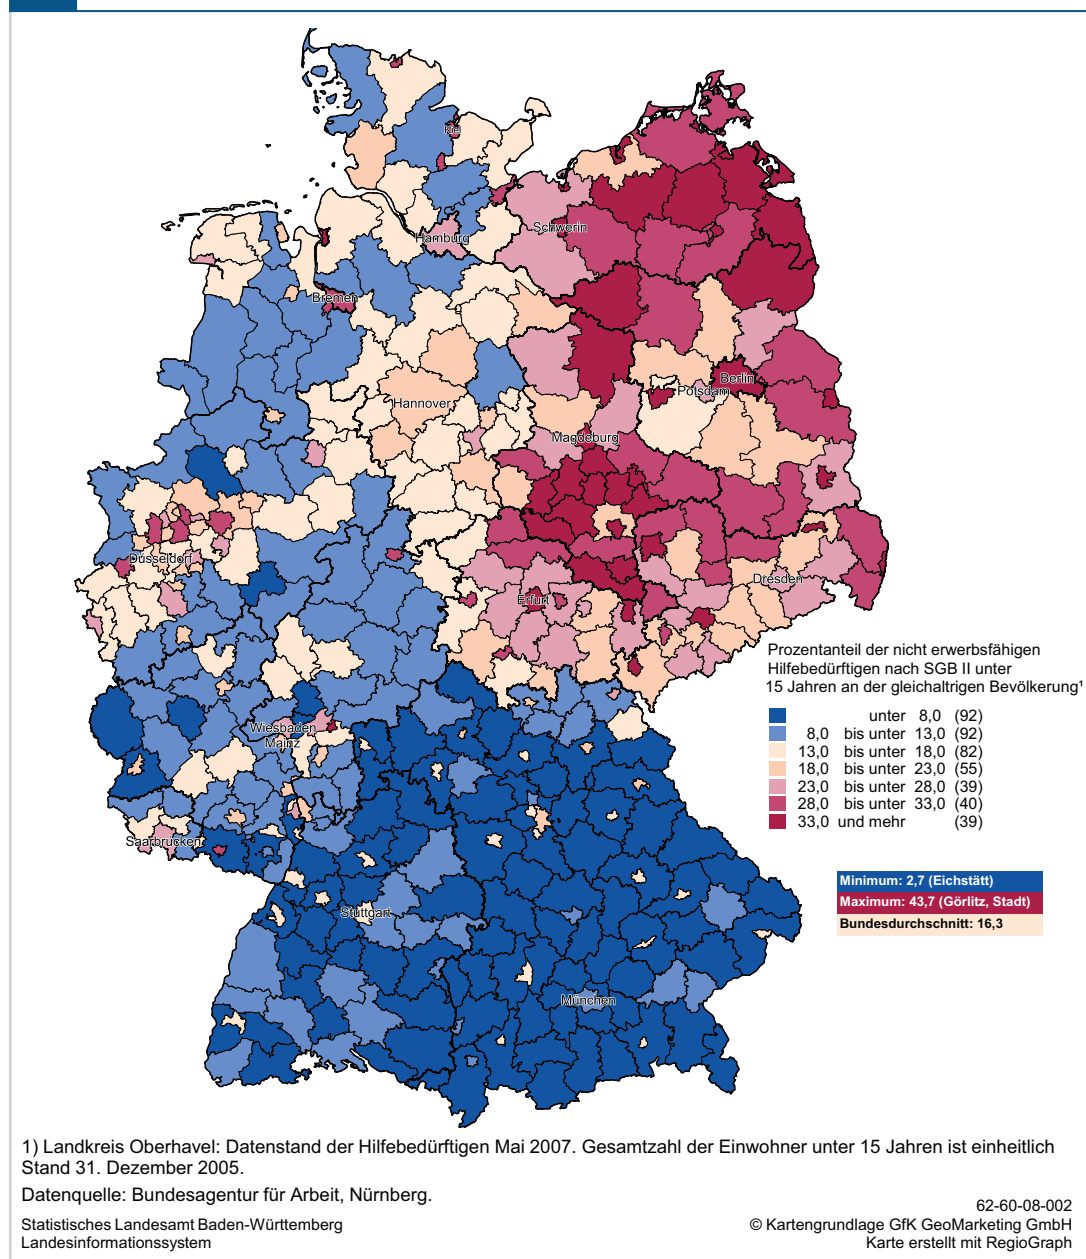 Kiel
Schwerin
Hamburg
Bremen
Berlin
Potsdam
Hannover
Magdeburg
Düsseldorf
Dresden
Erfurt
Wiesbaden
Mainz
Saarbrücken
Stuttgart
München
Prozentanteil der nicht erwerbsfähigen
Hilfebedürftigen nach SGB II unter
15 Jahren an der gleichaltrigen Bevölkerung¹
unter 8,0 (92)
8,0 bis unter 13,0 (92)
13,0 bis unter 18,0 (82)
18,0 bis unter 23,0 (55)
23,0 bis unter 28,0 (39)
28,0 bis unter 33,0 (40)
33,0 und mehr (39)
Minimum: 2,7 (Eichstätt)
Maximum: 43,7 (Görlitz, Stadt)
Bundesdurchschnitt: 16,3
1) Landkreis Oberhavel: Datenstand der Hilfebedürftigen Mai 2007. Gesamtzahl der Einwohner unter 15 Jahren ist einheitlich
Stand 31. Dezember 2005.
Datenquelle: Bundesagentur für Arbeit, Nürnberg.
Statistisches Landesamt Baden-Württemberg
Landesinformationssystem
62-60-08-002
© Kartengrundlage GfK GeoMarketing GmbH
Karte erstellt mit RegioGraph